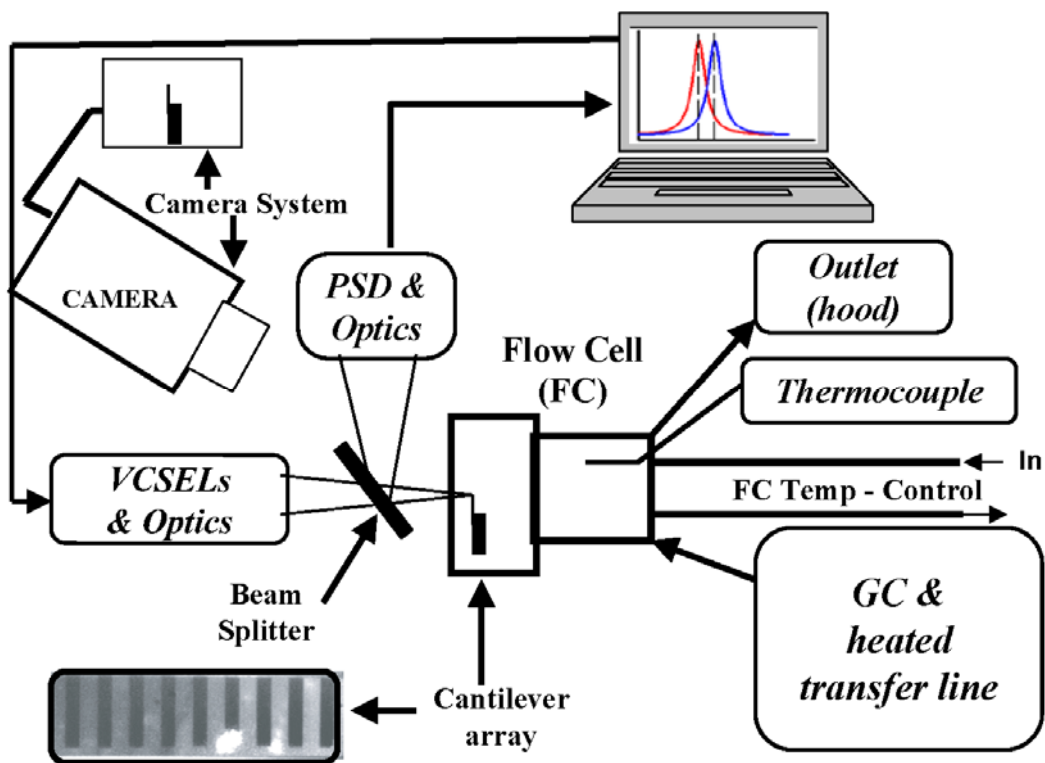 Camera System
CAMERA
PSD &
Optics
Outlet
(hood)
Flow Cell
(FC)
Thermocouple
VCSELs
& Optics
In
FC Temp - Control
Beam
Splitter
GC &
heated
transfer line
Cantilever
array